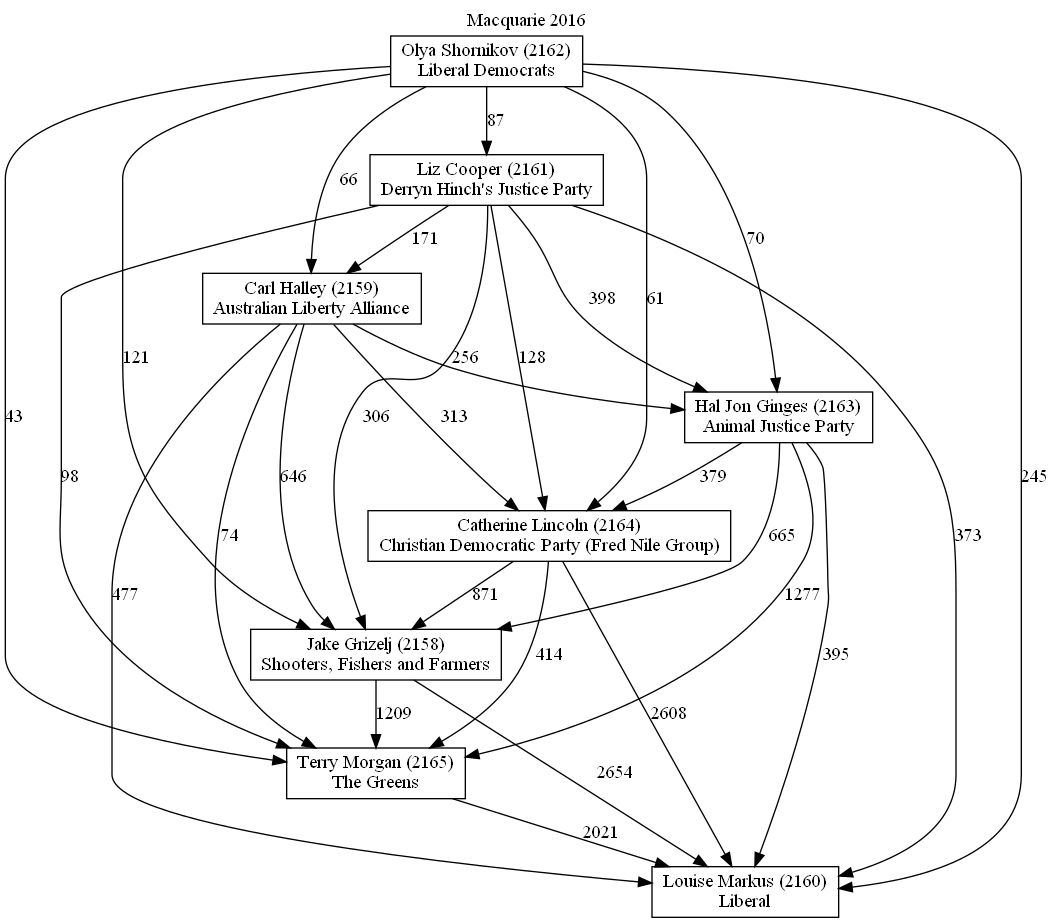 Macquarie 2016
Olya Shornikov (2162)
Liberal Democrats
87
Liz Cooper (2161)
Derryn Hinch's Justice Party
66
171
70
Carl Halley (2159)
Australian Liberty Alliance
398
61
121
256
128
43
306
313
Hal Jon Ginges (2163)
Animal Justice Party
98
646
379
245
Catherine Lincoln (2164)
Christian Democratic Party (Fred Nile Group)
74
665
373
477
871
1277
Jake Grizelj (2158)
Shooters, Fishers and Farmers
414
395
1209
2608
Terry Morgan (2165)
The Greens
2654
2021
Louise Markus (2160)
Liberal